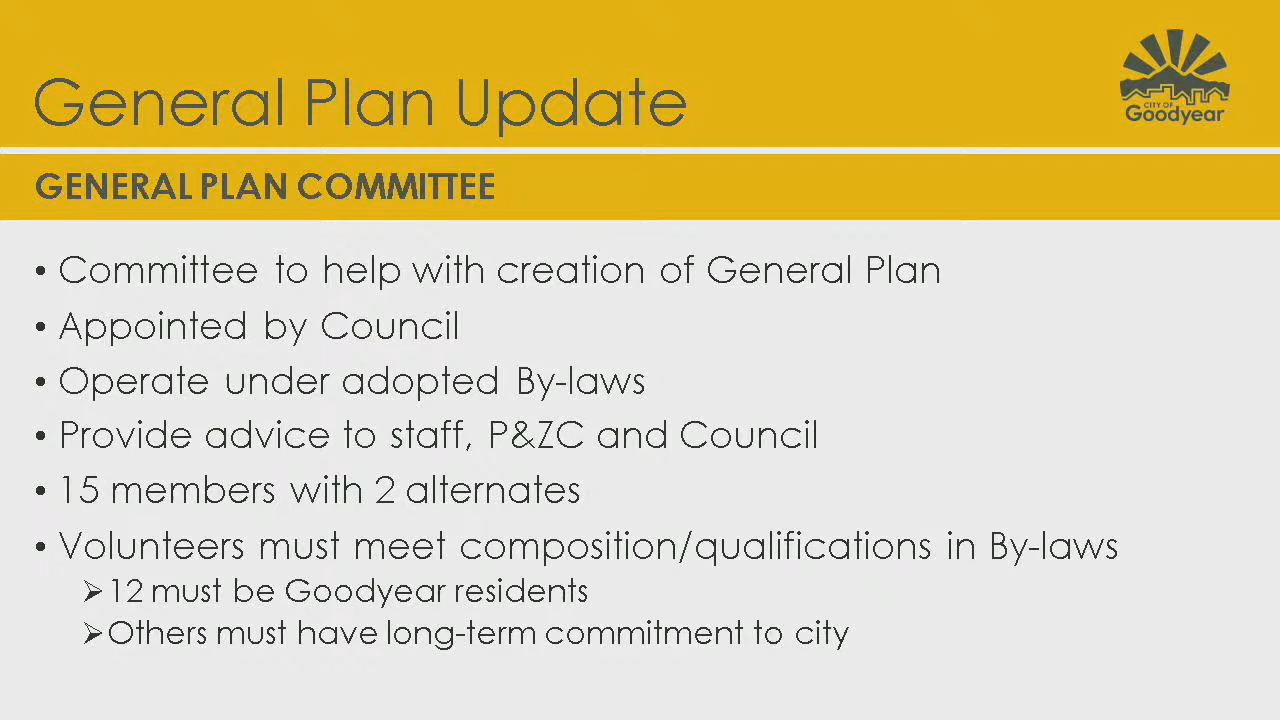 General Plan Update
CITY OF
Goodyear
GENERAL PLAN COMMITTEE
• Committee to help with creation of General Plan
• Appointed by Council
• Operate under adopted By-laws
• Provide advice to staff, P&ZC and Council
• 15 members with 2 alternates
• Volunteers must meet composition/qualifications in By-laws
➢12 must be Goodyear residents
➢Others must have long-term commitment to city